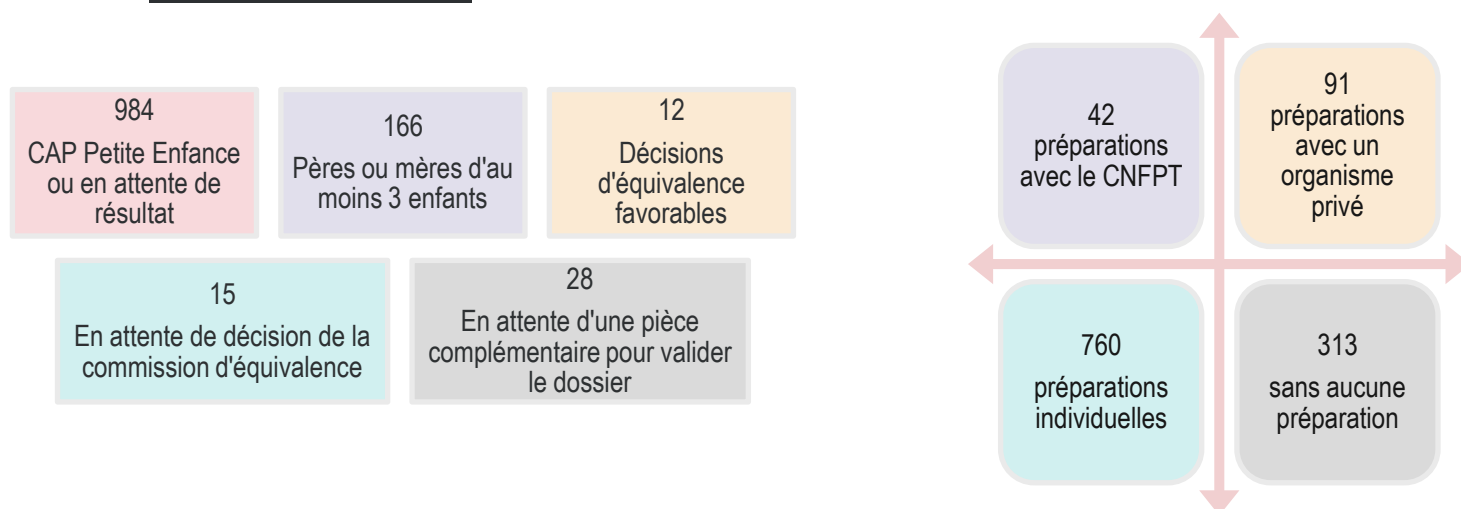 984
CAP Petite Enfance
ou en attente de
résultat
166
Pères ou mères d'au
moins 3 enfants
12
Décisions
d'équivalence
favorables
15
En attente de décision de la
commission d'équivalence
28
En attente d'une pièce
complémentaire pour valider
le dossier
42
préparations
avec le CNFPT
91
préparations
avec un
organisme
privé
760
préparations
individuelles
313
sans aucune
préparation